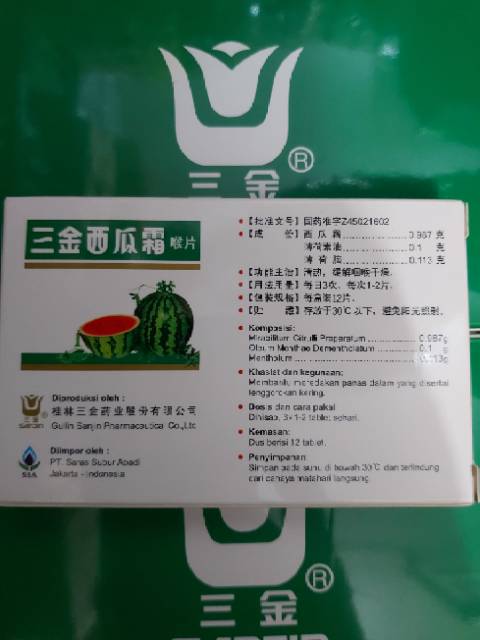 三金
®
三金西瓜霜 喉片
【批准文号】国药准字Z45021602
【成 份】西 瓜 霜 0.987 克
薄荷素油 0.1 克
薄 荷 脑 0.113 克
【功能主治】清热，缓解咽喉干燥。
【用法用量】每日3次，每次1-2片。
【包装规格】每盒装12片。
存放于30℃以下，避免阳光照射。
Komposisi:
Mirabilitum Citrulli Preparatum 0.987g
Oleum Menthae Dementholatum 0.1 g
Mentholum 0.113g
Khasiat dan kegunaan:
Membantu meredakan panas dalam yang disertai
tenggorokan kering.
Dosis dan cara pakai
Dihisap, 3x1-2 tablet sehari.
Kemasan:
Dus berisi 12 tablet.
Penyimpanan
Simpan pada suhu di bawah 30℃ dan terlindung
dari cahaya matahari langsung.
Diproduksi oleh :
桂林三金药业股份有限公司
Guilin Sanjin Pharmaceutical Co.,Ltd
Diimpor oleh :
PT. Saras Subur Abadi
Jakarta - Indonesia
SSA
®
三金